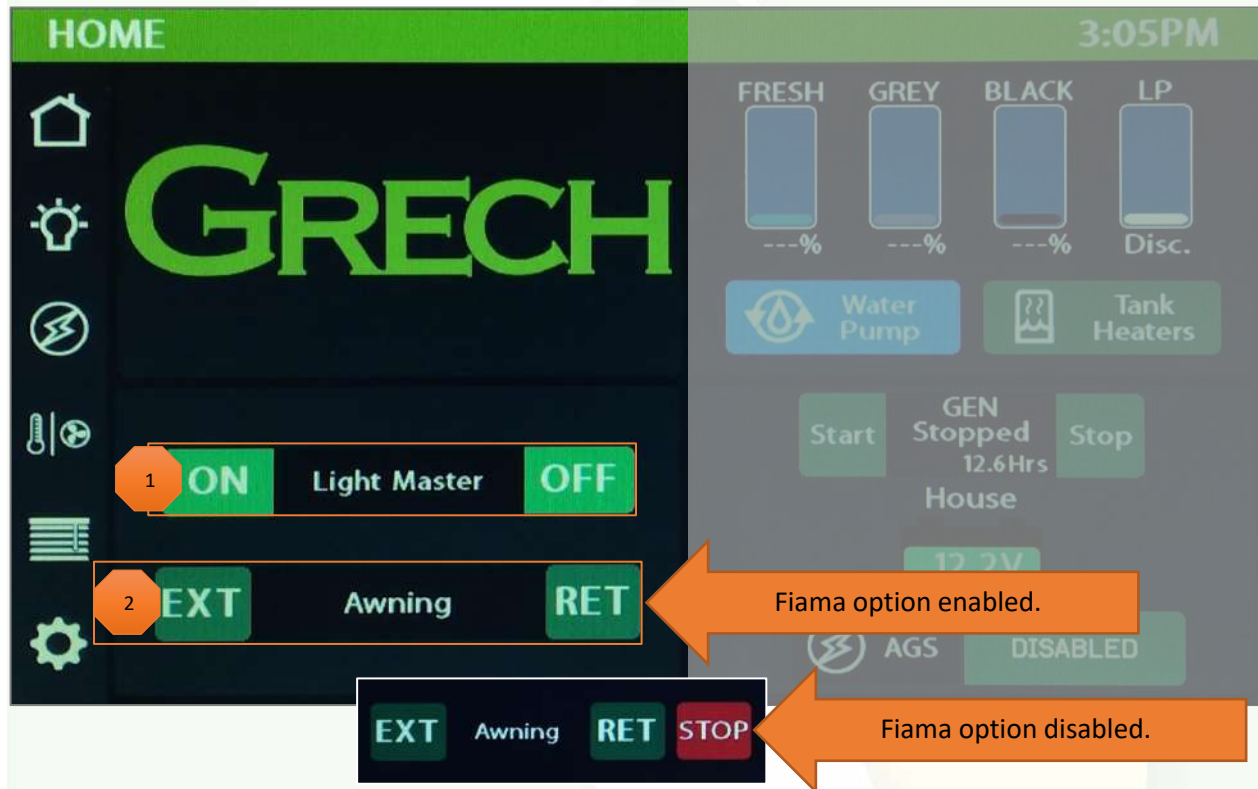 HOME
3:05PM
GRECH
FRESH GREY BLACK LP
---% ---% ---% Disc.
Water
Pump
Tank
Heaters
Start
GEN
Stopped
12.6Hrs
Stop
House
12.2V
1 ON Light Master OFF
2 EXT Awning RET
Fiama option enabled.
AGS DISABLED
EXT Awning RET STOP
Fiama option disabled.